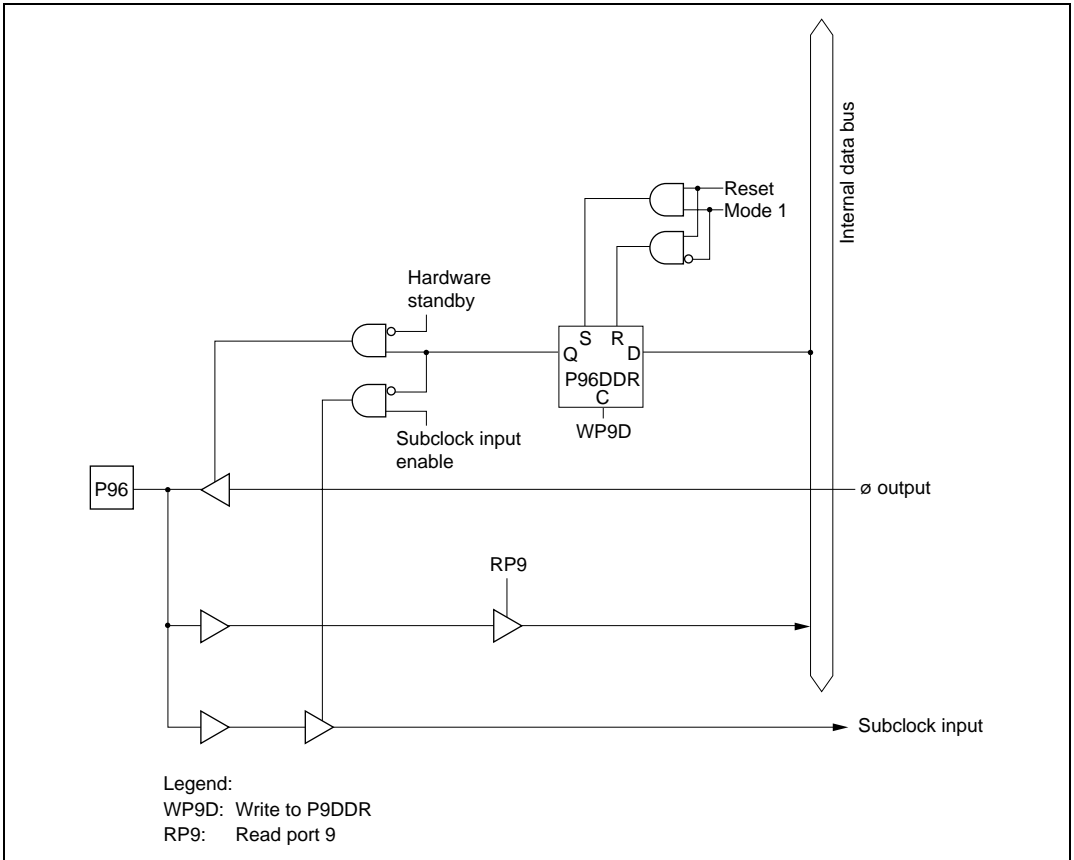 Internal data bus
Reset
Mode 1
Hardware
standby
S R
Q D
P96DDR
C
WP9D
Subclock input
enable
P96
ø output
RP9
Subclock input
Legend:
WP9D: Write to P9DDR
RP9: Read port 9